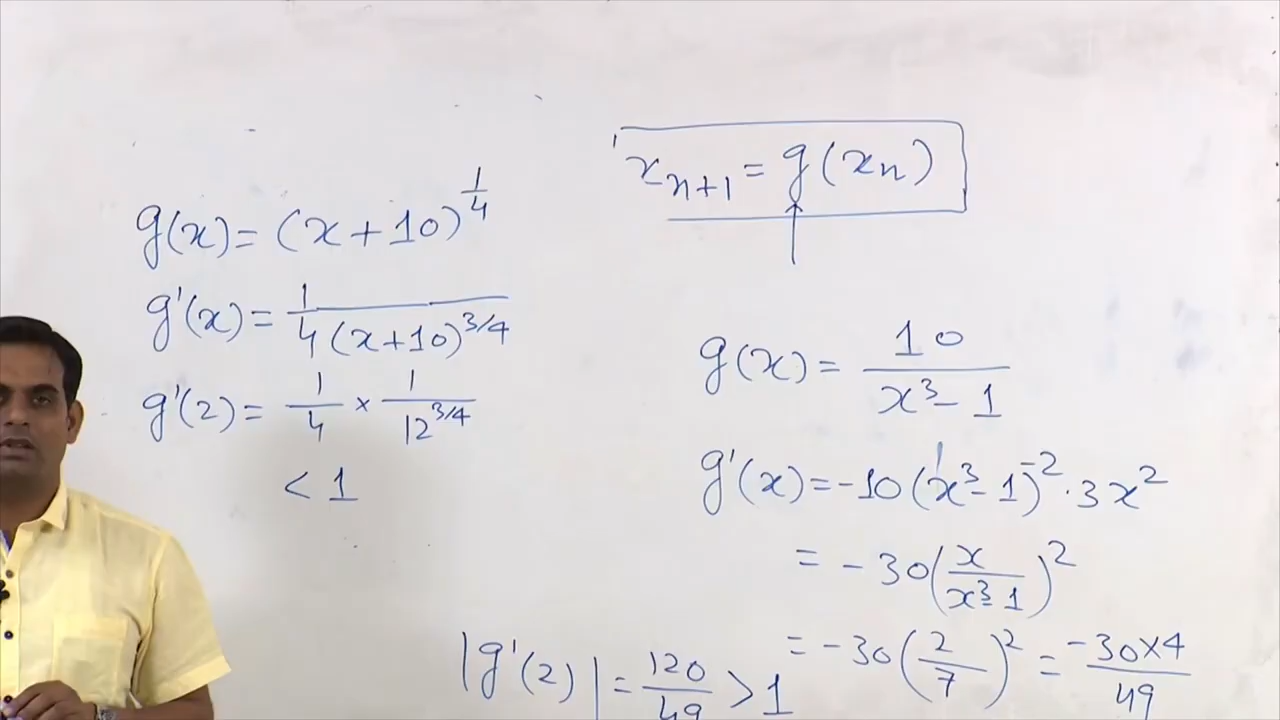 x_{n+1} = g(x_n)
g(x) = (x+10)^{1/4}
g'(x) = 1/(4(x+10)^{3/4})
g'(2) = 1/4 × 1/12^{3/4}
< 1
g(x) = 10/(x³-1)
g'(x) = -10(x³-1)^{-2} · 3x²
= -30(x/(x³-1))²
= -30(2/7)² = -30×4/49
|g'(2)| = 120/49 > 1